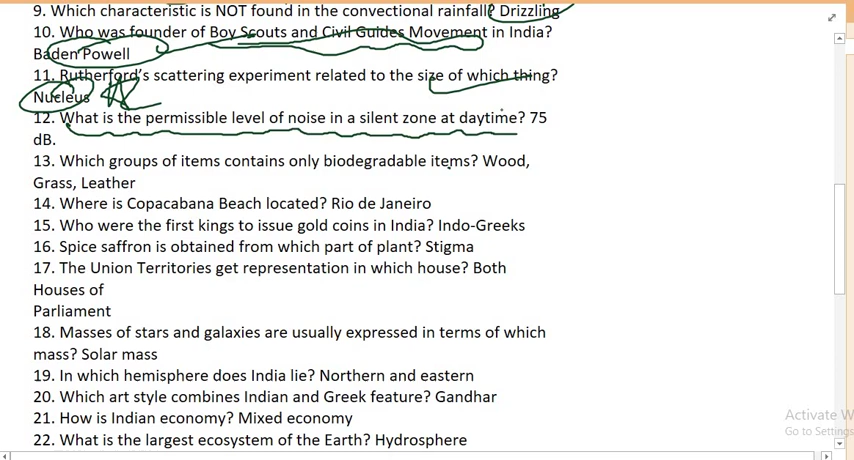 9. Which characteristic is NOT found in the convectional rainfall? Drizzling
10. Who was founder of Boy Scouts and Civil Guides Movement in India?
Baden Powell
11. Rutherford's scattering experiment related to the size of which thing?
Nucleus
12. What is the permissible level of noise in a silent zone at daytime? 75
dB.
13. Which groups of items contains only biodegradable items? Wood,
Grass, Leather
14. Where is Copacabana Beach located? Rio de Janeiro
15. Who were the first kings to issue gold coins in India? Indo-Greeks
16. Spice saffron is obtained from which part of plant? Stigma
17. The Union Territories get representation in which house? Both
Houses of
Parliament
18. Masses of stars and galaxies are usually expressed in terms of which
mass? Solar mass
19. In which hemisphere does India lie? Northern and eastern
20. Which art style combines Indian and Greek feature? Gandhar
21. How is Indian economy? Mixed economy
22. What is the largest ecosystem of the Earth? Hydrosphere
Activate W
Go to Settings